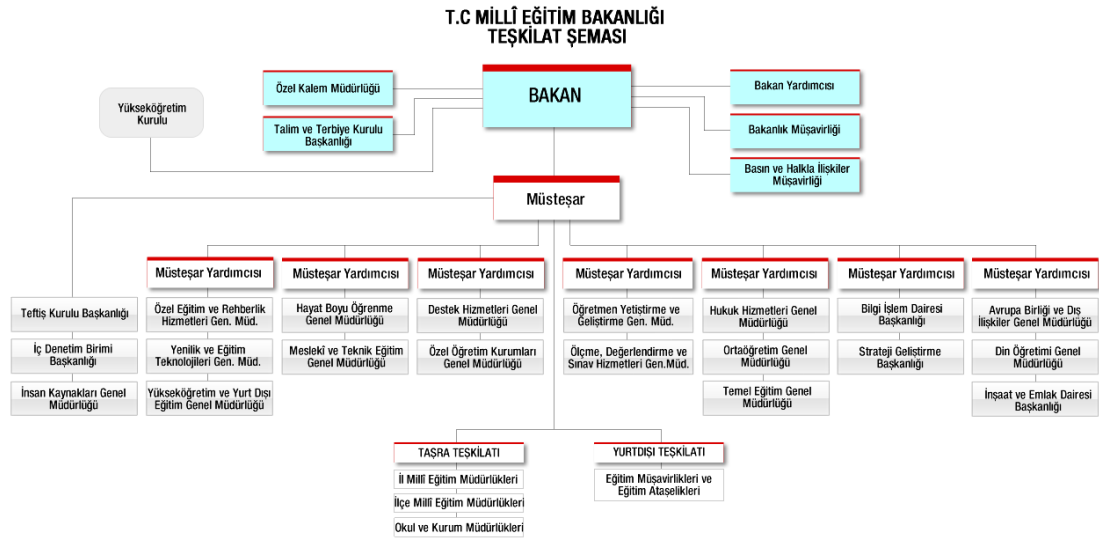 T.C MİLLÎ EĞİTİM BAKANLIĞI
TEŞKİLAT ŞEMASI
BAKAN
Özel Kalem Müdürlüğü
Talim ve Terbiye Kurulu
Başkanlığı
Yükseköğretim
Kurulu
Bakan Yardımcısı
Bakanlık Müşavirliği
Basın ve Halkla İlişkiler
Müşavirliği
Müsteşar
Teftiş Kurulu Başkanlığı
İç Denetim Birimi
Başkanlığı
İnsan Kaynakları Genel
Müdürlüğü
Müsteşar Yardımcısı
Özel Eğitim ve Rehberlik
Hizmetleri Gen. Müd.
Yenilik ve Eğitim
Teknolojileri Gen. Müd.
Yükseköğretim ve Yurt Dışı
Eğitim Genel Müdürlüğü
Müsteşar Yardımcısı
Hayat Boyu Öğrenme
Genel Müdürlüğü
Meslekî ve Teknik Eğitim
Genel Müdürlüğü
Müsteşar Yardımcısı
Destek Hizmetleri Genel
Müdürlüğü
Özel Öğretim Kurumları
Genel Müdürlüğü
Müsteşar Yardımcısı
Öğretmen Yetiştirme ve
Geliştirme Gen. Müd.
Ölçme, Değerlendirme ve
Sınav Hizmetleri Gen.Müd.
Müsteşar Yardımcısı
Hukuk Hizmetleri Genel
Müdürlüğü
Ortaöğretim Genel
Müdürlüğü
Temel Eğitim Genel
Müdürlüğü
Müsteşar Yardımcısı
Bilgi İşlem Dairesi
Başkanlığı
Strateji Geliştirme
Başkanlığı
Müsteşar Yardımcısı
Avrupa Birliği ve Dış
İlişkiler Genel Müdürlüğü
Din Öğretimi Genel
Müdürlüğü
İnşaat ve Emlak Dairesi
Başkanlığı
TAŞRA TEŞKİLATI
İl Millî Eğitim Müdürlükleri
İlçe Millî Eğitim Müdürlükleri
Okul ve Kurum Müdürlükleri
YURTDIŞI TEŞKİLATI
Eğitim Müşavirlikleri ve
Eğitim Ataşelikleri